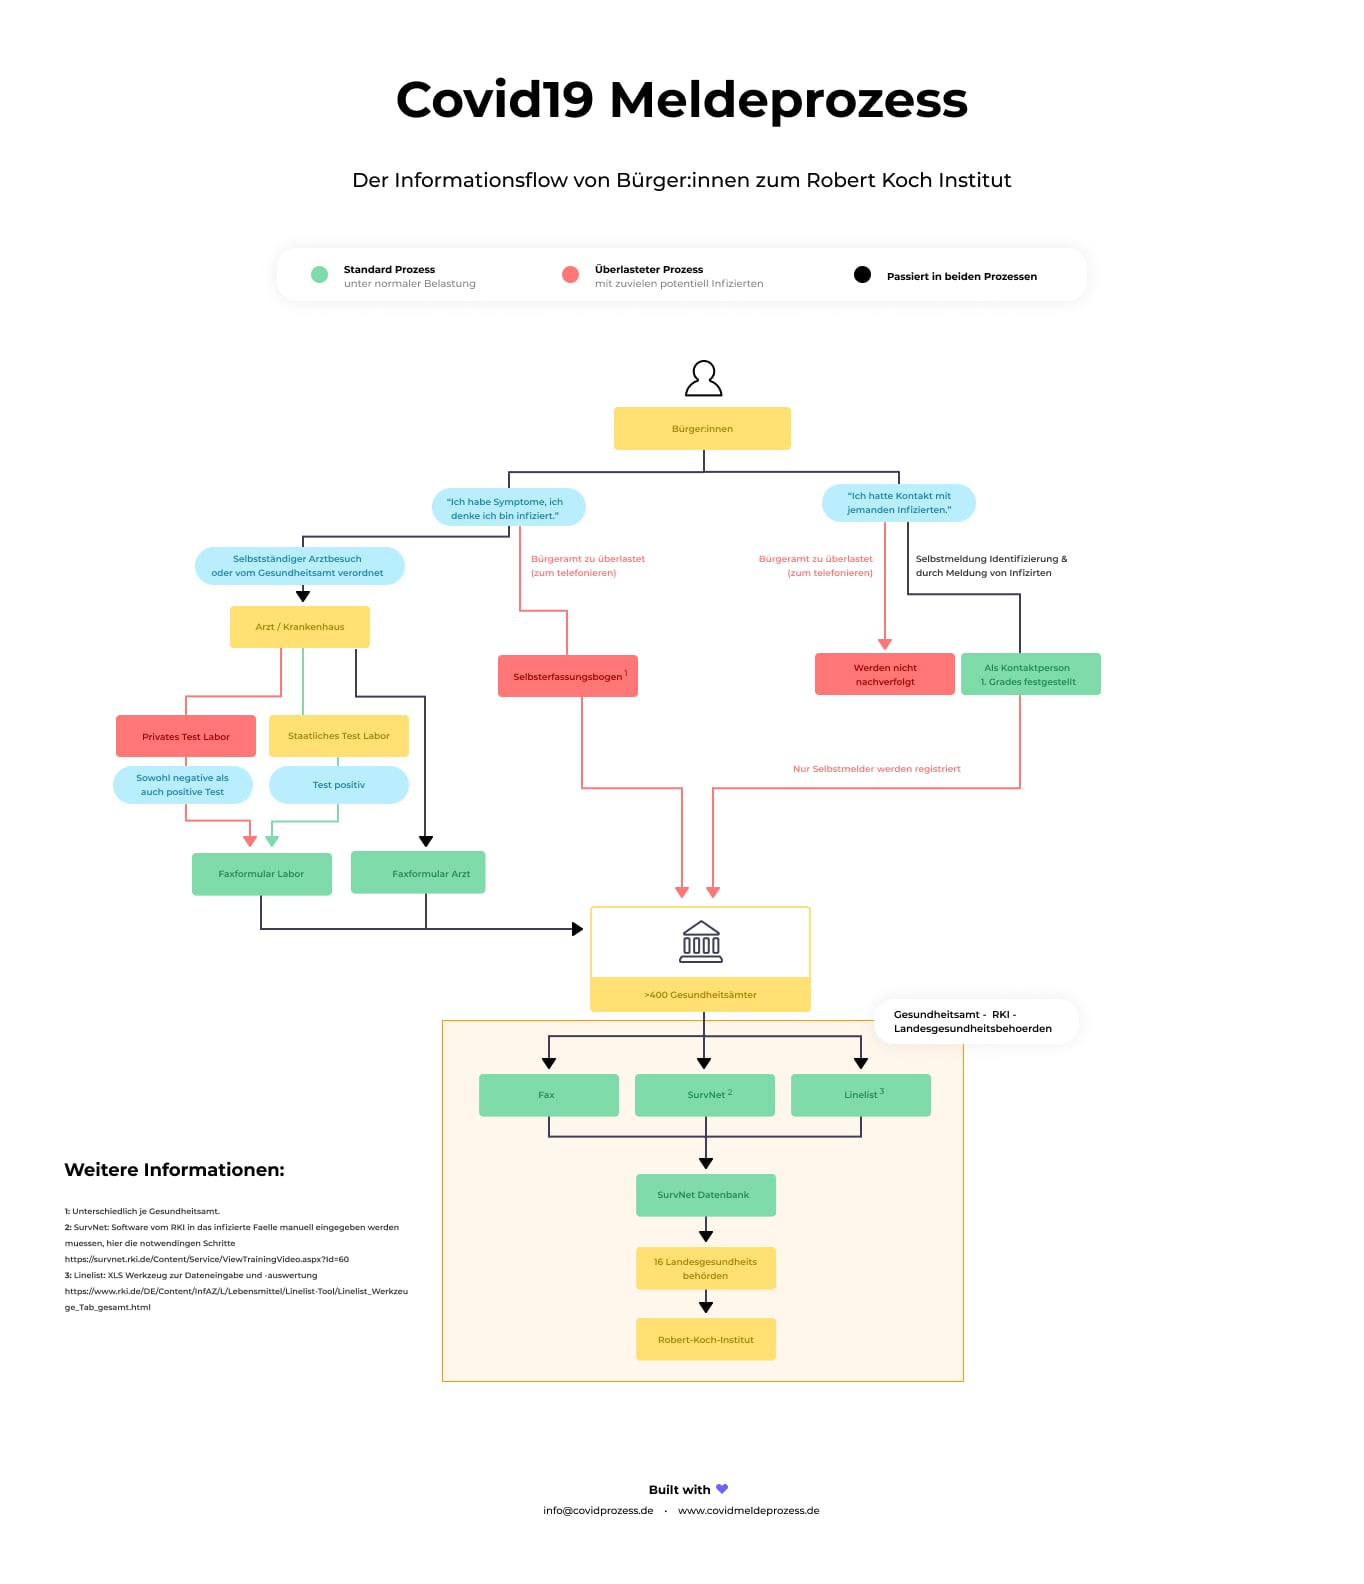 Covid19 Meldeprozess
Der Informationsflow von Bürger:innen zum Robert Koch Institut
Standard Prozess
unter normaler Belastung
Überlasteter Prozess
mit zuvielen potentiell Infizierten
Passiert in beiden Prozessen
Bürger:innen
“Ich habe Symptome, ich
denke ich bin infiziert.”
“Ich hatte Kontakt mit
jemanden Infizierten.”
Selbstständiger Arztbesuch
oder vom Gesundheitsamt verordnet
Bürgeramt zu überlastet
(zum telefonieren)
Bürgeramt zu überlastet
(zum telefonieren)
Selbstmeldung Identifizierung &
durch Meldung von Infizirten
Arzt / Krankenhaus
Selbsterfassungsbogen 1
Werden nicht
nachverfolgt
Als Kontaktperson
1. Grades festgestellt
Privates Test Labor
Staatliches Test Labor
Sowohl negative als
auch positive Test
Test positiv
Nur Selbstmelder werden registriert
Faxformular Labor
Faxformular Arzt
>400 Gesundheitsämter
Gesundheitsamt - RKI -
Landesgesundheitsbehoerden
Fax
SurvNet 2
Linelist 3
SurvNet Datenbank
16 Landesgesundheits
behörden
Robert-Koch-Institut
Weitere Informationen:
1: Unterschiedlich je Gesundheitsamt.
2: SurvNet: Software vom RKI in das infizierte Faelle manuell eingegeben werden
muessen, hier die notwendingen Schritte
https://survnet.rki.de/Content/Service/ViewTrainingVideo.aspx?Id=60
3: Linelist: XLS Werkzeug zur Dateneingabe und -auswertung
https://www.rki.de/DE/Content/InfAZ/L/Lebensmittel/Linelist-Tool/Linelist_Werkzeu
ge_Tab_gesamt.html
Built with
info@covidprozess.de • www.covidmeldeprozess.de